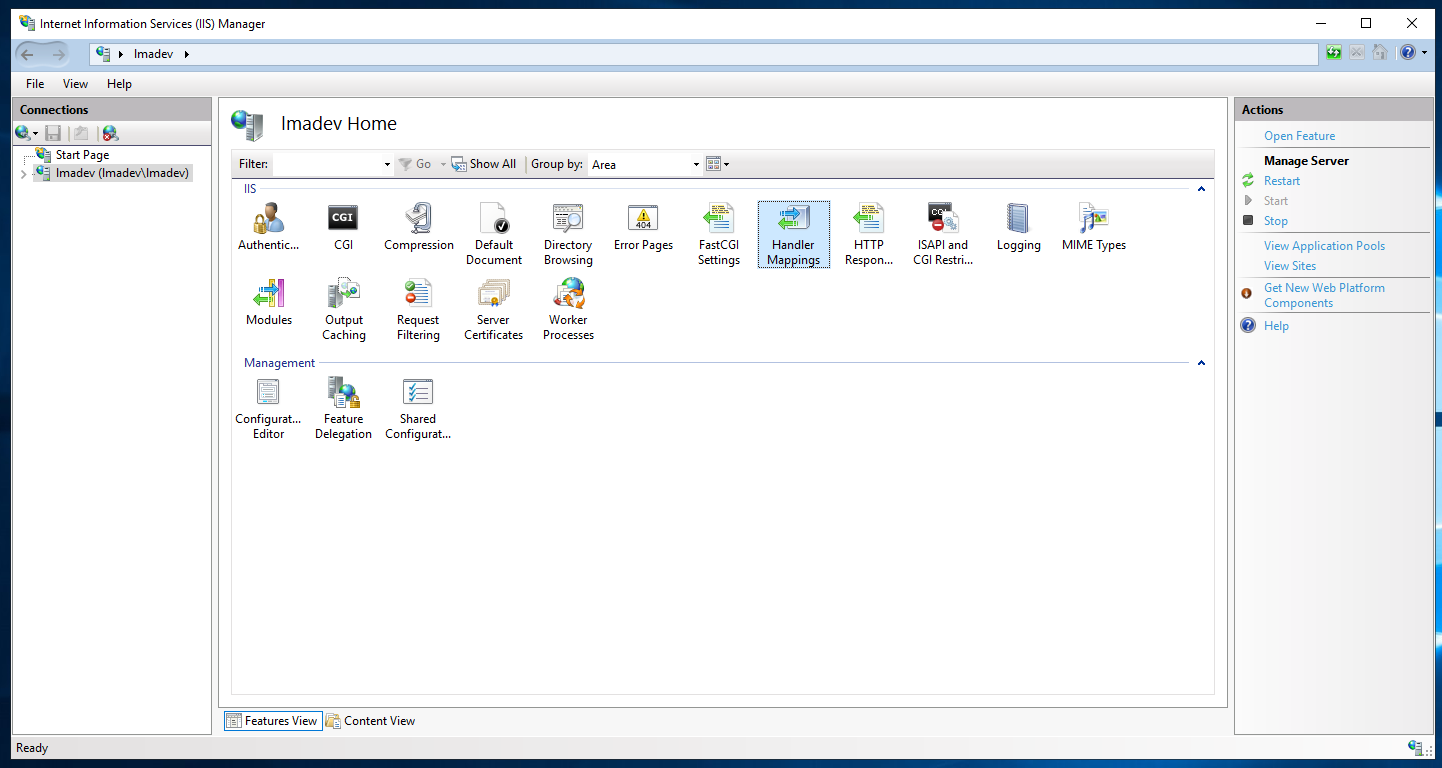 Internet Information Services (IIS) Manager
Imadev
File View Help
Connections
Start Page
Imadev (Imadev\Imadev)
Imadev Home
Filter: Go Show All Group by: Area
IIS
Authentic... CGI Compression Default Document Directory Browsing Error Pages FastCGI Settings Handler Mappings HTTP Respon... ISAPI and CGI Restri... Logging MIME Types
CGI 404 CGI
Modules Output Caching Request Filtering Server Certificates Worker Processes
Management
Configurat... Editor Feature Delegation Shared Configurat...
Features View Content View
Actions
Open Feature
Manage Server
Restart
Start
Stop
View Application Pools
View Sites
Get New Web Platform
Components
Help
Ready